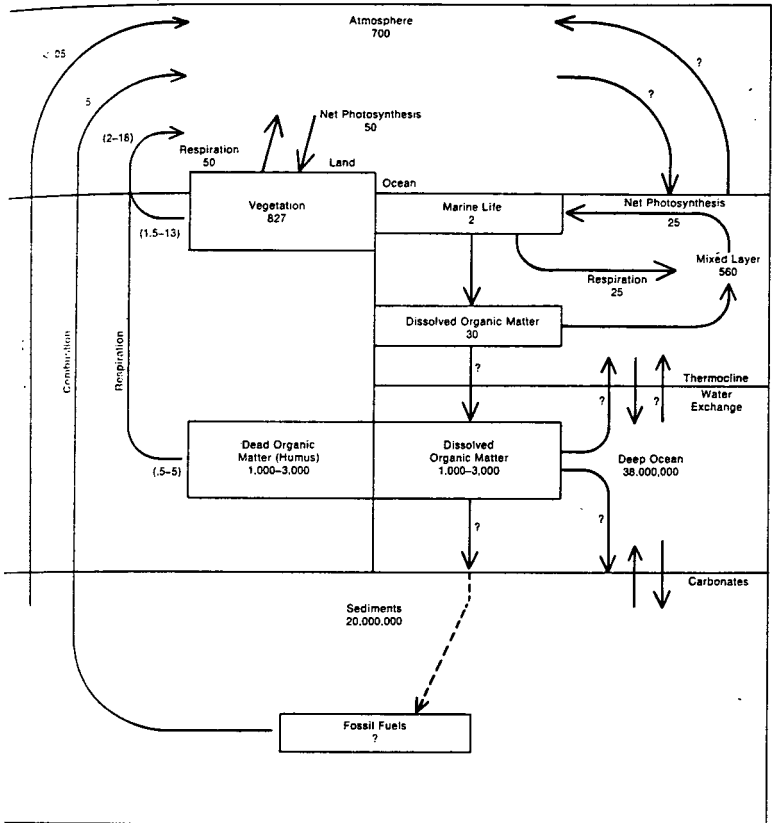 Atmosphere
700
?
?
5
(2–18)
Net Photosynthesis
50
Respiration
50
Land
Ocean
Vegetation
827
Marine Life
2
Net Photosynthesis
25
(1.5–13)
Mixed Layer
560
Respiration
25
Dissolved Organic Matter
30
Combustion
Respiration
?
Thermocline
Water
Exchange
?
?
Dead Organic
Matter (Humus)
1.000–3,000
Dissolved
Organic Matter
1.000–3,000
Deep Ocean
38.000,000
(.5–5)
?
?
Carbonates
Sediments
20.000,000
Fossil Fuels
?